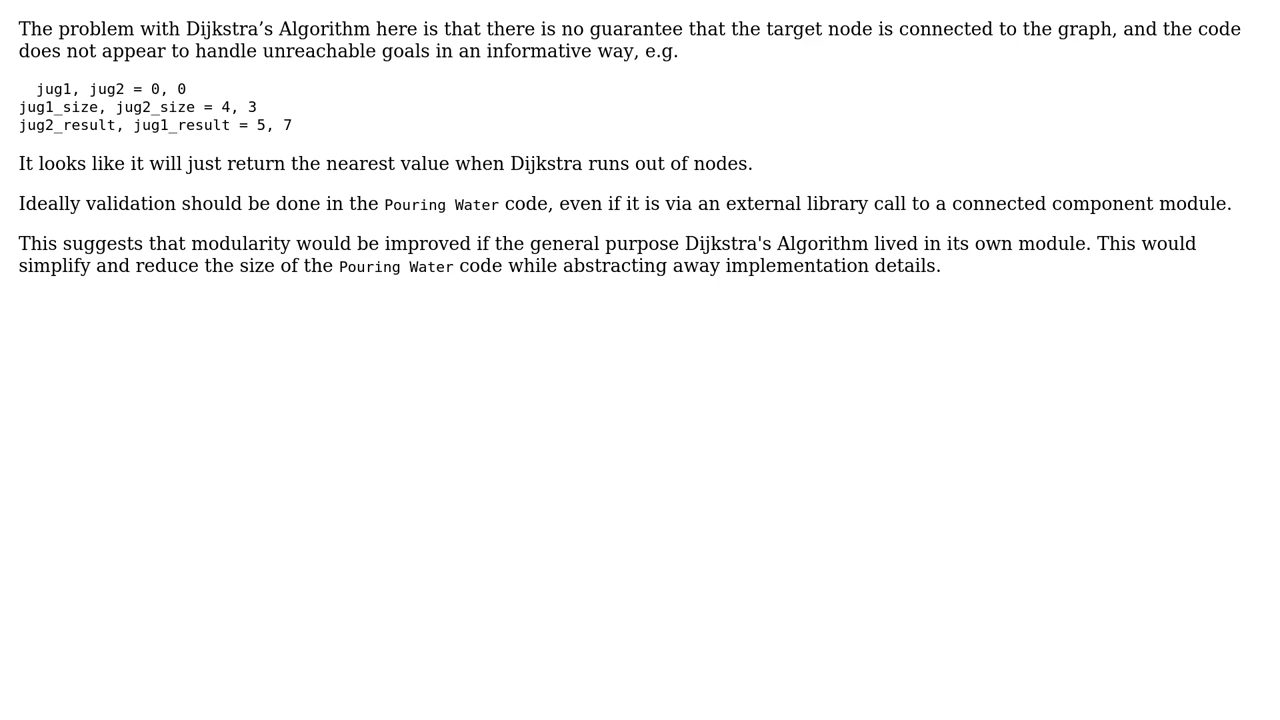 The problem with Dijkstra’s Algorithm here is that there is no guarantee that the target node is connected to the graph, and the code
does not appear to handle unreachable goals in an informative way, e.g.
jug1, jug2 = 0, 0
jug1_size, jug2_size = 4, 3
jug2_result, jug1_result = 5, 7
It looks like it will just return the nearest value when Dijkstra runs out of nodes.
Ideally validation should be done in the Pouring Water code, even if it is via an external library call to a connected component module.
This suggests that modularity would be improved if the general purpose Dijkstra's Algorithm lived in its own module. This would
simplify and reduce the size of the Pouring Water code while abstracting away implementation details.